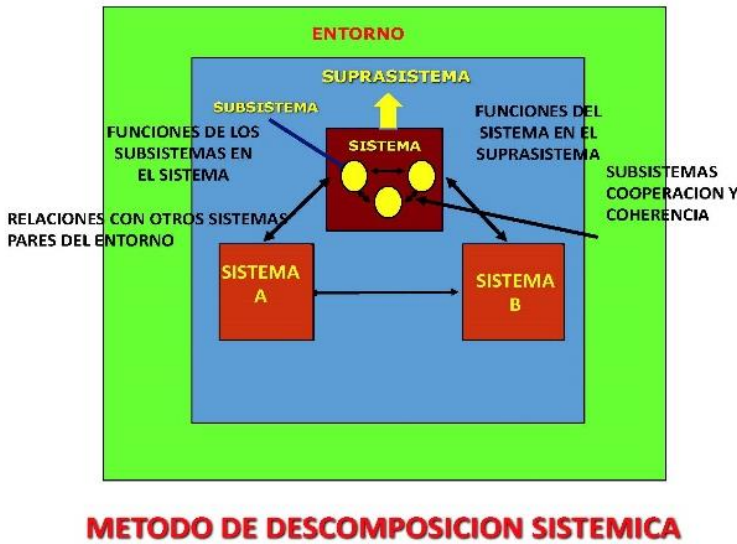 ENTORNO
SUPRASISTEMA
SUBSISTEMA
FUNCIONES DE LOS
SUBSISTEMAS EN
EL SISTEMA
FUNCIONES DEL
SISTEMA EN EL
SUPRASISTEMA
SISTEMA
SUBSISTEMAS
COOPERACION Y
COHERENCIA
RELACIONES CON OTROS SISTEMAS
PARES DEL ENTORNO
SISTEMA
A
SISTEMA
B
METODO DE DESCOMPOSICION SISTEMICA